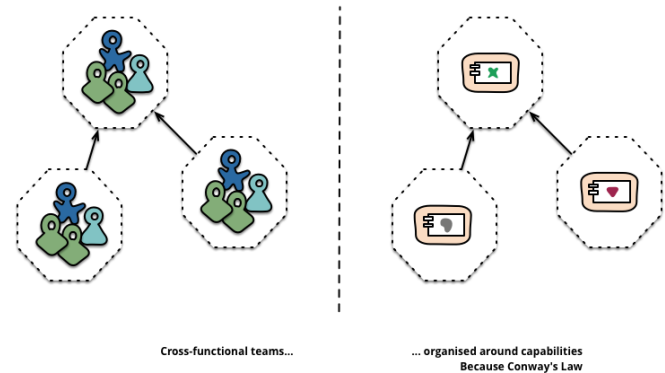 Cross-functional teams...
... organised around capabilities
Because Conway's Law